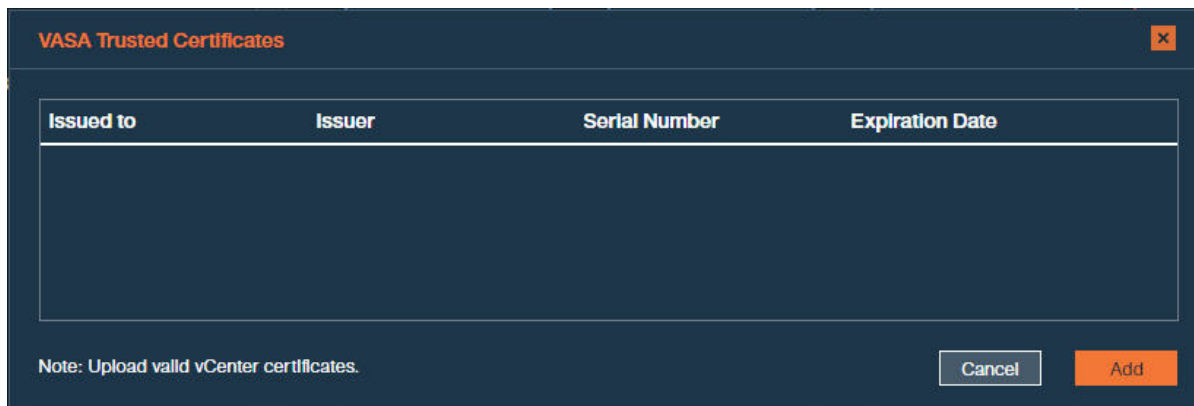 VASA Trusted Certificates
Issued to Issuer Serial Number Expiration Date
Note: Upload valid vCenter certificates.
Cancel Add